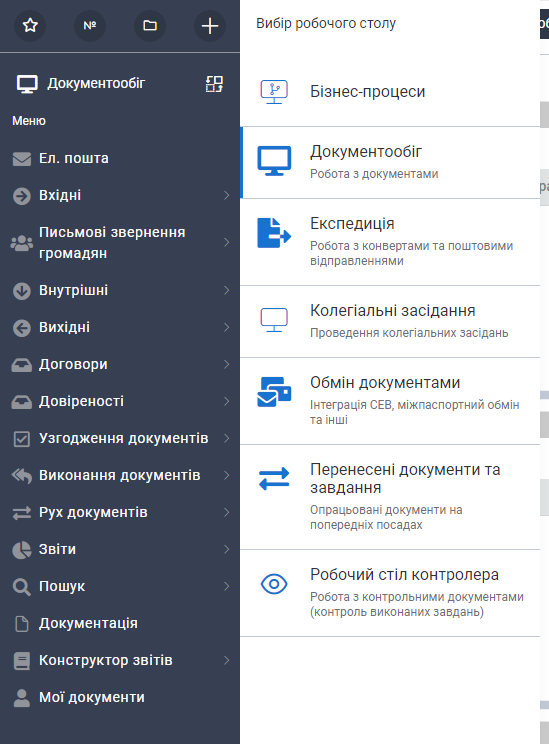 №
Документообіг
Меню
Ел. пошта
Вхідні
Письмові звернення
громадян
Внутрішні
Вихідні
Договори
Довіреності
Узгодження документів
Виконання документів
Рух документів
Звіти
Пошук
Документація
Конструктор звітів
Мої документи
Вибір робочого столу
Бізнес-процеси
Документообіг
Робота з документами
Експедиція
Робота з конвертами та поштовими
відправленнями
Колегіальні засідання
Проведення колегіальних засідань
Обмін документами
Інтеграція СЕВ, міжпаспортний обмін
та інші
Перенесені документи та
завдання
Опрацьовані документи на
попередніх посадах
Робочий стіл контролера
Робота з контрольними документами
(контроль виконаних завдань)